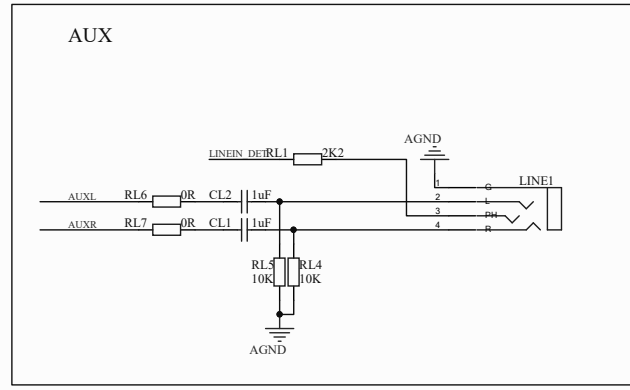 AUX
AGND
LINEIN_DET RL1 2K2
1 G LINE1
AUXL RL6 0R CL2 1uF 2 L
3 PH
AUXR RL7 0R CL1 1uF 4 R
RL5 RL4
10K 10K
AGND